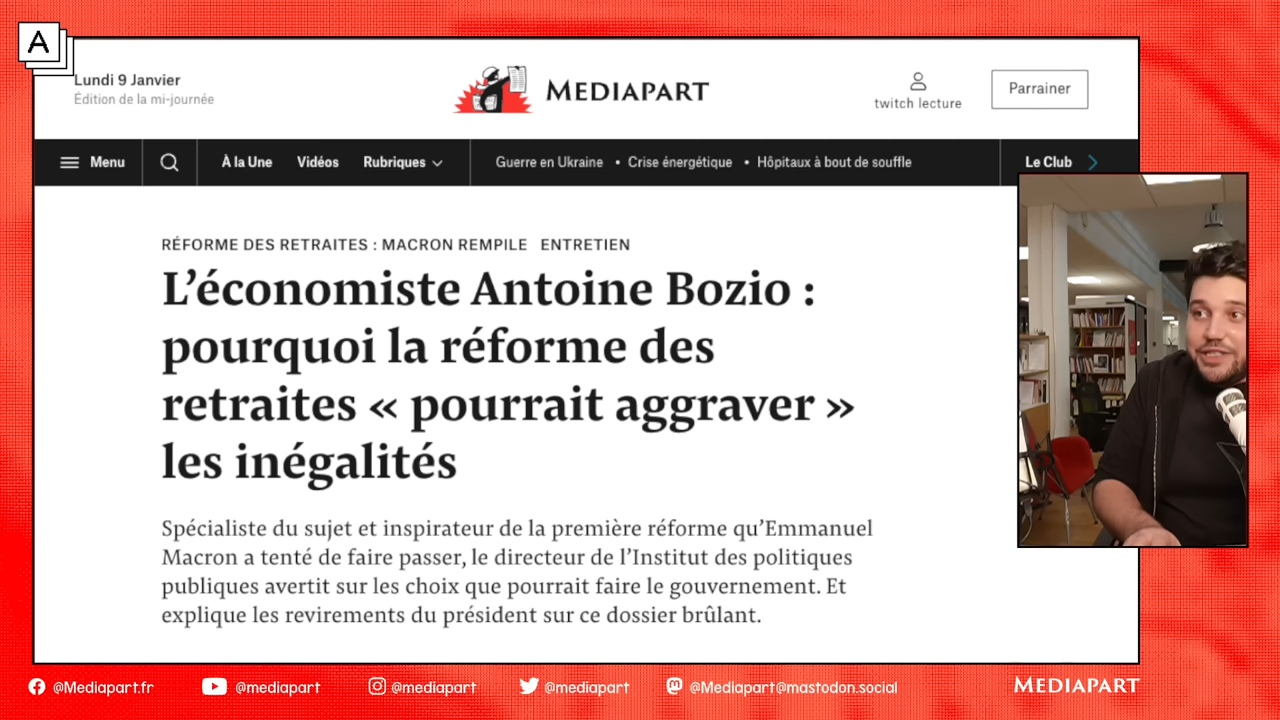 A
Lundi 9 Janvier
Édition de la mi-journée
MEDIAPART
twitch lecture
Parrainer
Menu
À la Une
Vidéos
Rubriques
Guerre en Ukraine • Crise énergétique • Hôpitaux à bout de souffle
Le Club
RÉFORME DES RETRAITES : MACRON REMPILE ENTRETIEN
L’économiste Antoine Bozio :
pourquoi la réforme des
retraites « pourrait aggraver »
les inégalités
Spécialiste du sujet et inspirateur de la première réforme qu’Emmanuel
Macron a tenté de faire passer, le directeur de l’Institut des politiques
publiques avertit sur les choix que pourrait faire le gouvernement. Et
explique les revirements du président sur ce dossier brûlant.
@Mediapart.fr
@mediapart
@mediapart
@mediapart
@Mediapart@mastodon.social
MEDIAPART